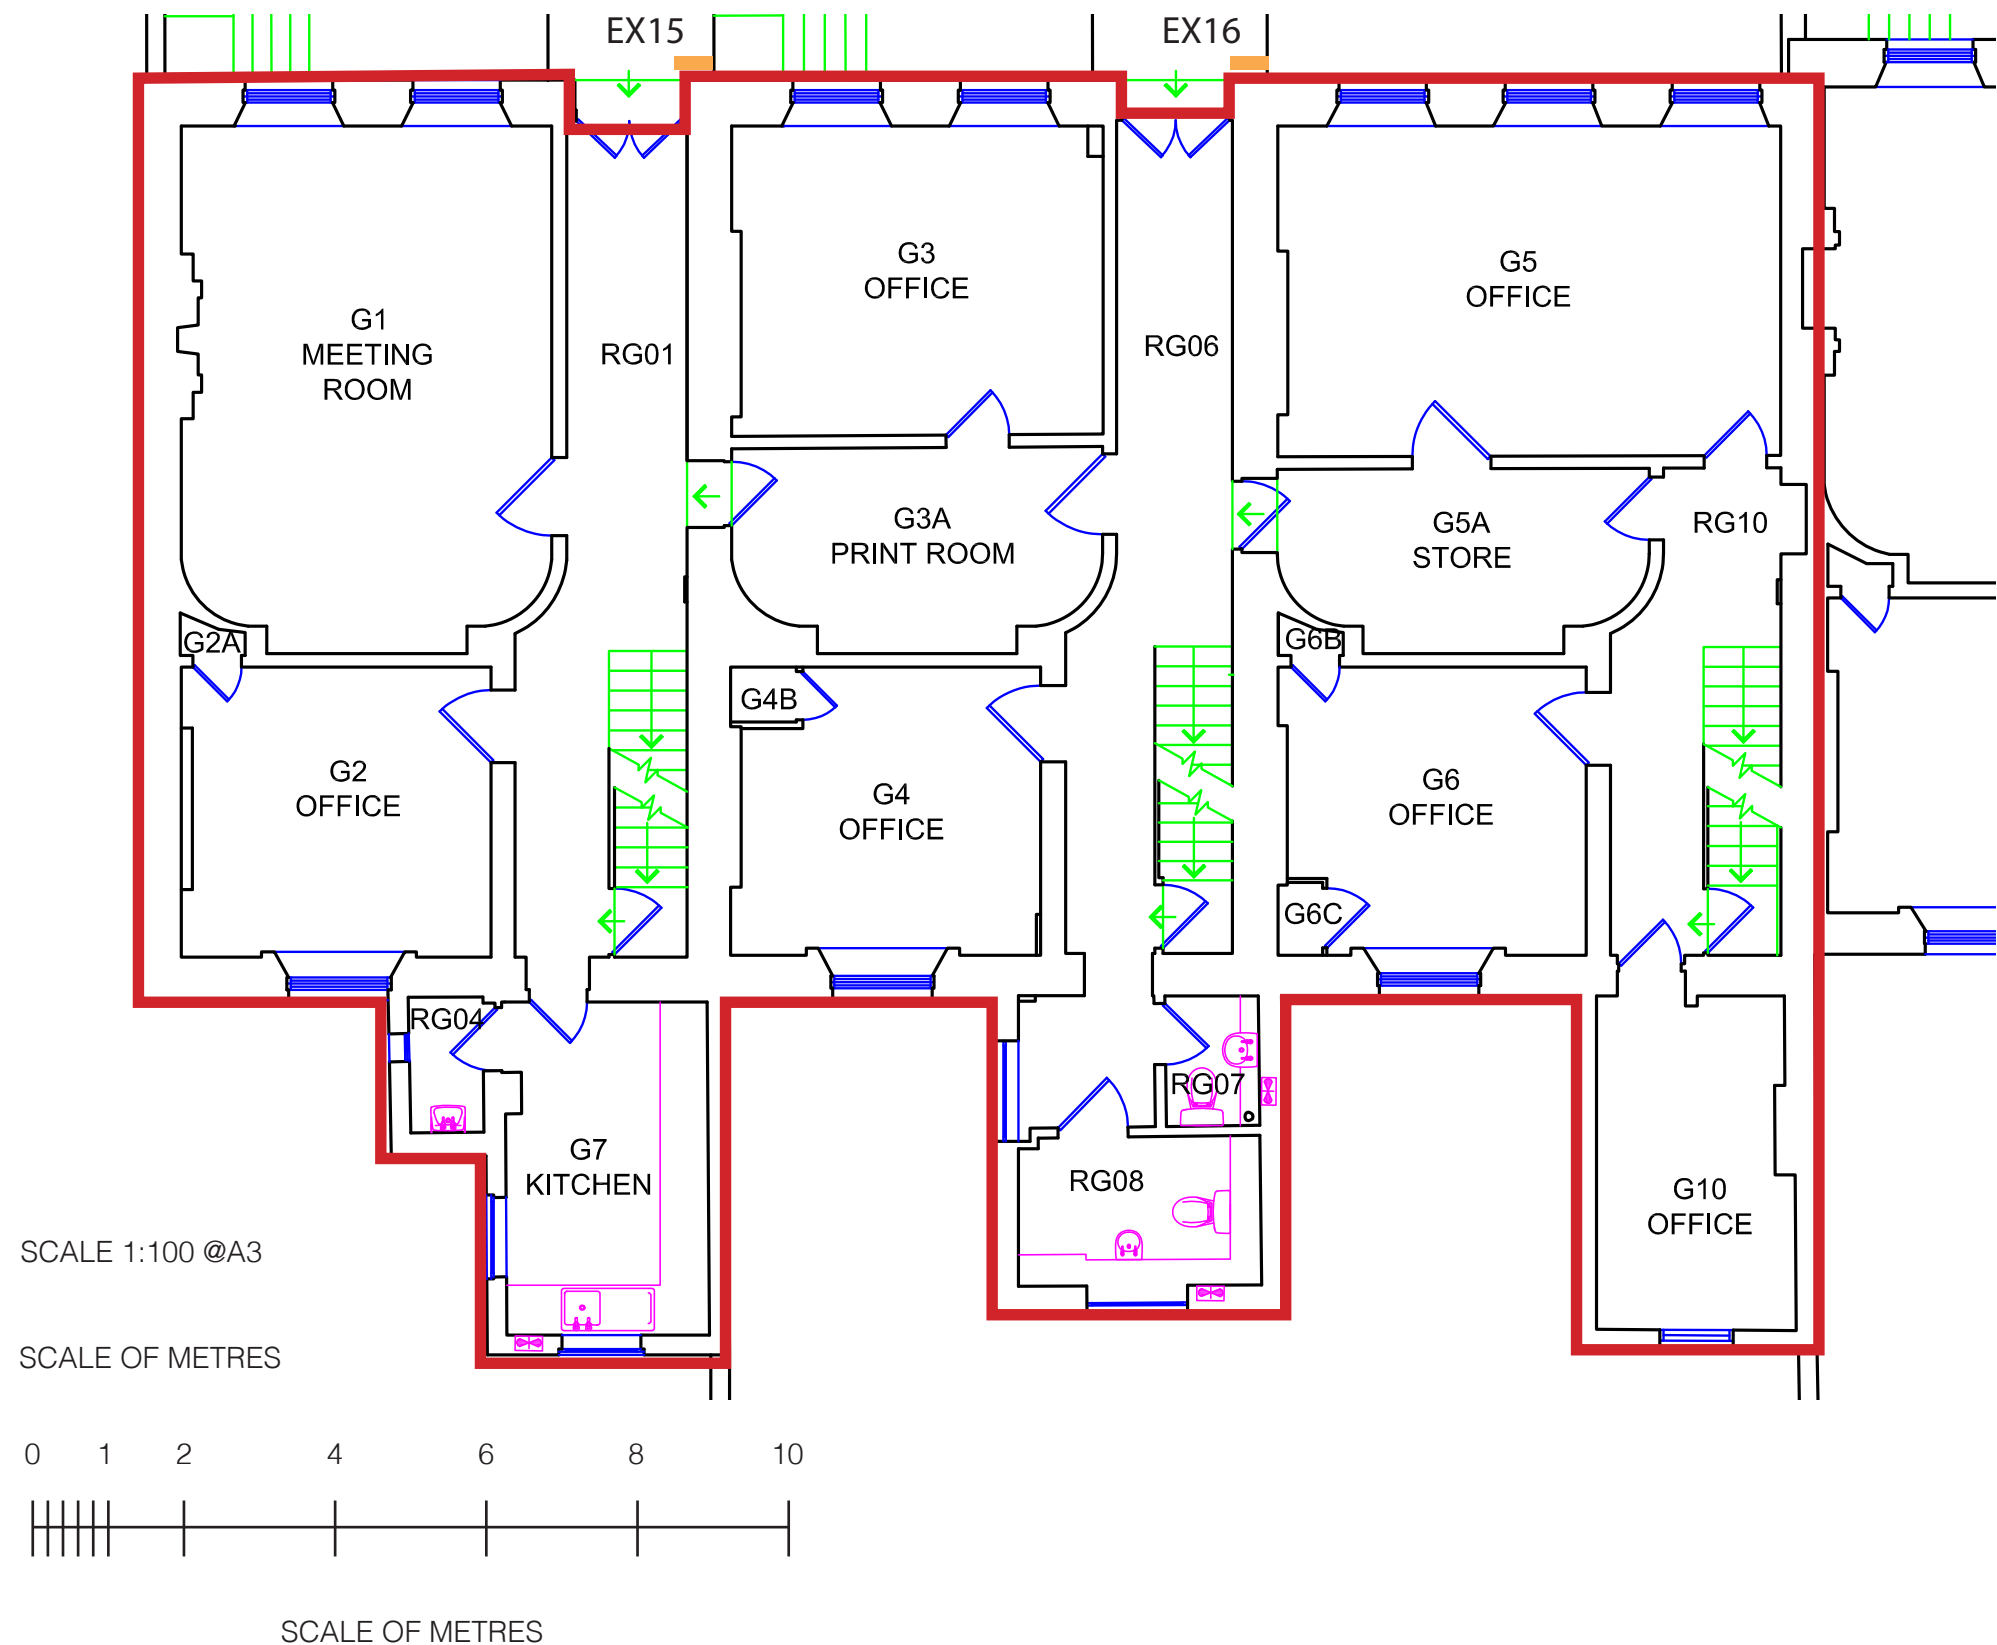 EX15
EX16
G1
MEETING
ROOM
RG01
G3
OFFICE
RG06
G5
OFFICE
G3A
PRINT ROOM
G5A
STORE
RG10
G2A
G6B
G4B
G2
OFFICE
G4
OFFICE
G6
OFFICE
G6C
RG04
RG07
G7
KITCHEN
RG08
G10
OFFICE
SCALE 1:100 @A3
SCALE OF METRES
0 1 2 4 6 8 10
SCALE OF METRES